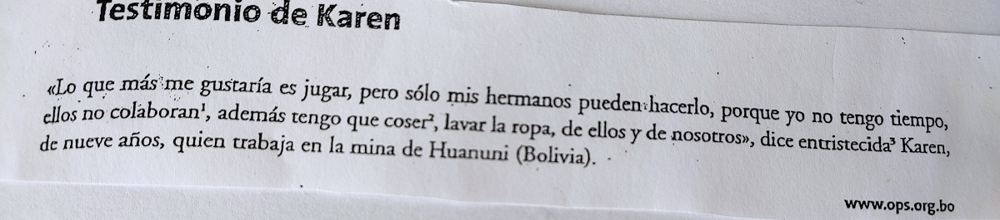 Testimonio de Karen
«Lo que más me gustaría es jugar, pero sólo mis hermanos pueden hacerlo, porque yo no tengo tiempo,
ellos no colaboran¹, además tengo que coser², lavar la ropa, de ellos y de nosotros», dice entristecida³ Karen,
de nueve años, quien trabaja en la mina de Huanuni (Bolivia).
www.ops.org.bo